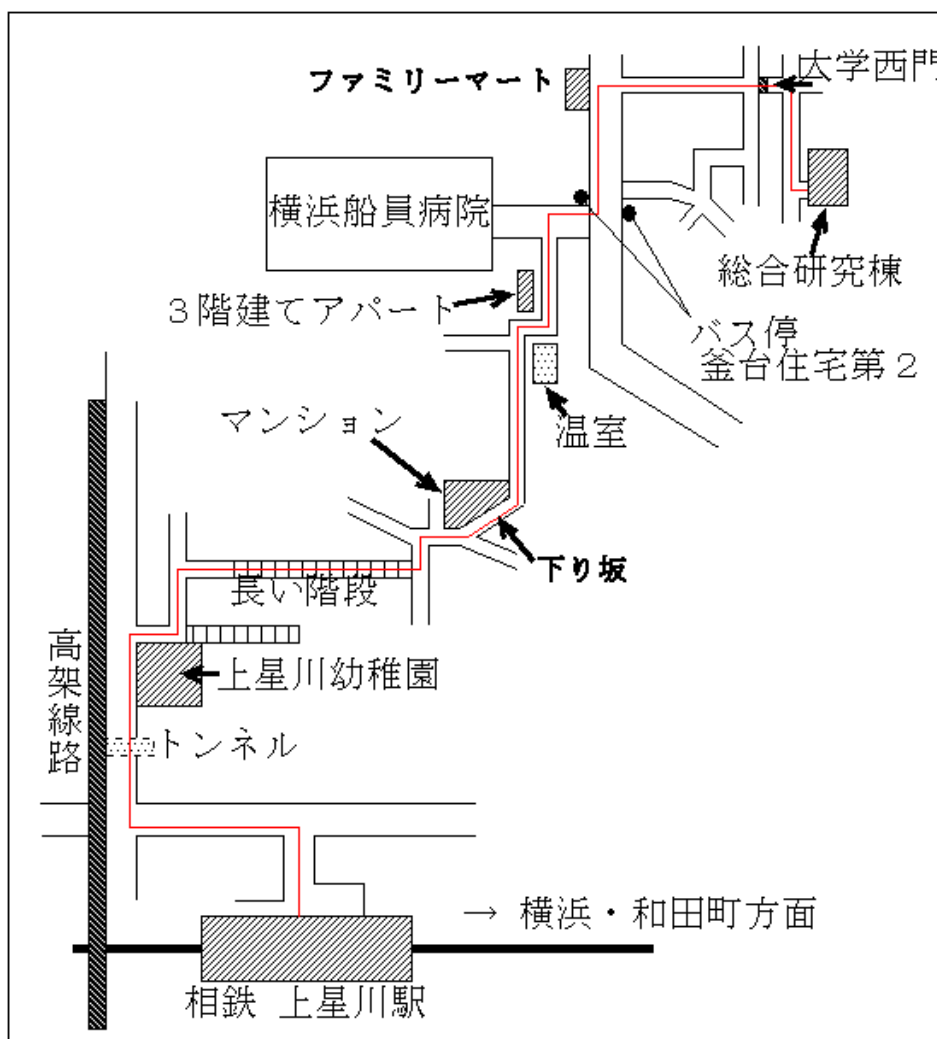 大学西門
ファミリーマート
横浜船員病院
総合研究棟
3階建てアパート
バス停
釜台住宅第2
温室
マンション
下り坂
長い階段
高架線路
上星川幼稚園
トンネル
→ 横浜・和田町方面
相鉄 上星川駅